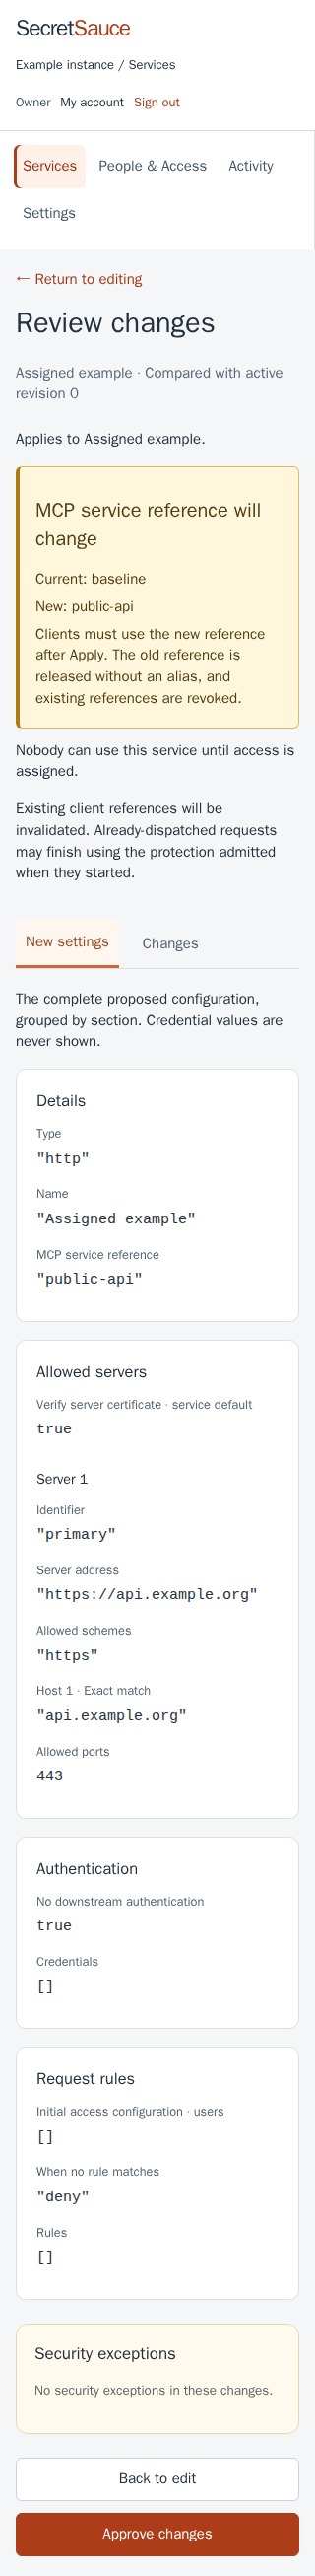 SecretSauce
Example instance / Services
Owner My account Sign out
Services People & Access Activity
Settings
← Return to editing
Review changes
Assigned example · Compared with active
revision 0
Applies to Assigned example.
MCP service reference will
change
Current: baseline
New: public-api
Clients must use the new reference
after Apply. The old reference is
released without an alias, and
existing references are revoked.
Nobody can use this service until access is
assigned.
Existing client references will be
invalidated. Already-dispatched requests
may finish using the protection admitted
when they started.
New settings Changes
The complete proposed configuration,
grouped by section. Credential values are
never shown.
Details
Type
"http"
Name
"Assigned example"
MCP service reference
"public-api"
Allowed servers
Verify server certificate · service default
true
Server 1
Identifier
"primary"
Server address
"https://api.example.org"
Allowed schemes
"https"
Host 1 · Exact match
"api.example.org"
Allowed ports
443
Authentication
No downstream authentication
true
Credentials
[]
Request rules
Initial access configuration · users
[]
When no rule matches
"deny"
Rules
[]
Security exceptions
No security exceptions in these changes.
Back to edit
Approve changes